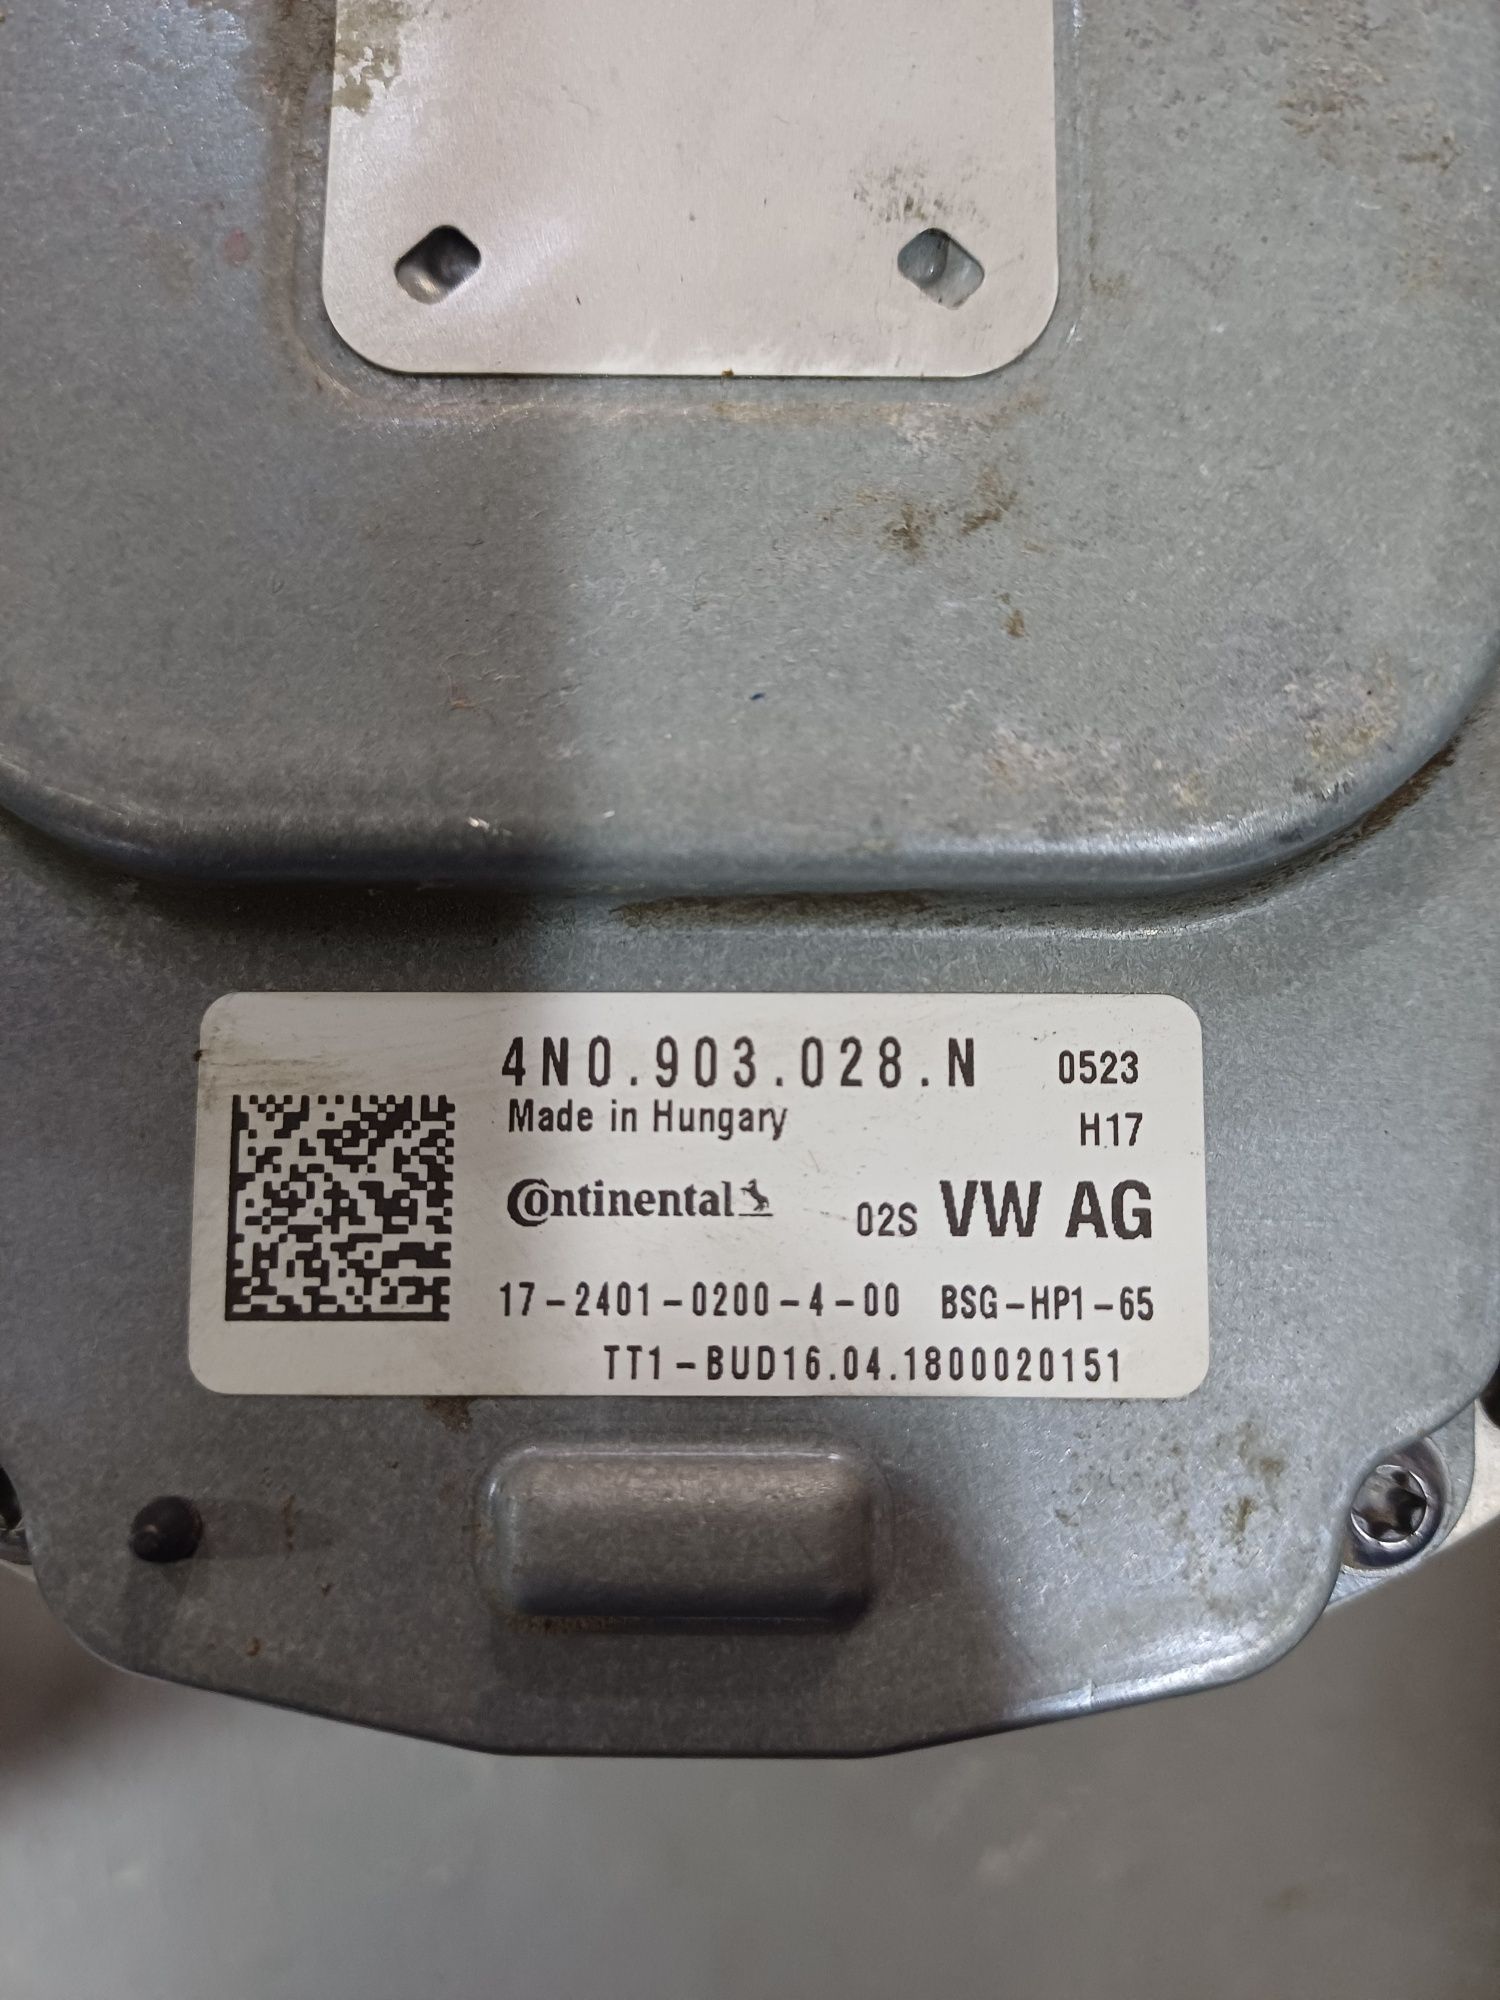 4N0.903.028.N 0523
Made in Hungary H17
Continental 02S VW AG
17-2401-0200-4-00 BSG-HP1-65
TT1-BUD16.04.1800020151